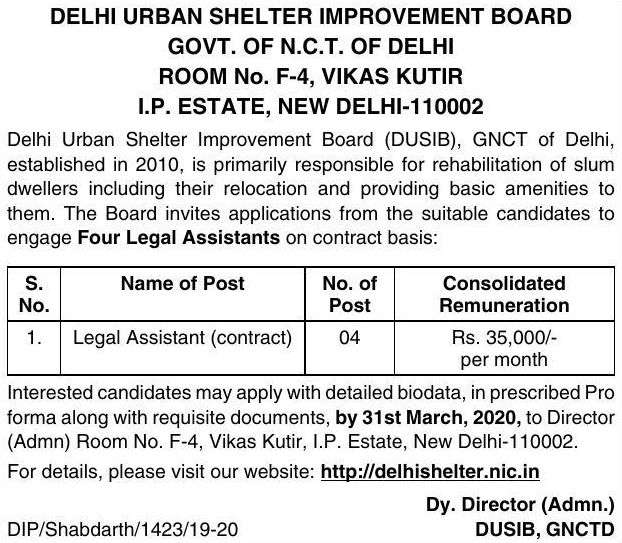 DELHI URBAN SHELTER IMPROVEMENT BOARD
GOVT. OF N.C.T. OF DELHI
ROOM No. F-4, VIKAS KUTIR
I.P. ESTATE, NEW DELHI-110002
Delhi Urban Shelter Improvement Board (DUSIB), GNCT of Delhi,
established in 2010, is primarily responsible for rehabilitation of slum
dwellers including their relocation and providing basic amenities to
them. The Board invites applications from the suitable candidates to
engage Four Legal Assistants on contract basis:
S. No. Name of Post No. of Post Consolidated Remuneration
1. Legal Assistant (contract) 04 Rs. 35,000/- per month
Interested candidates may apply with detailed biodata, in prescribed Pro
forma along with requisite documents, by 31st March, 2020, to Director
(Admn) Room No. F-4, Vikas Kutir, I.P. Estate, New Delhi-110002.
For details, please visit our website: http://delhishelter.nic.in
Dy. Director (Admn.)
DIP/Shabdarth/1423/19-20 DUSIB, GNCTD